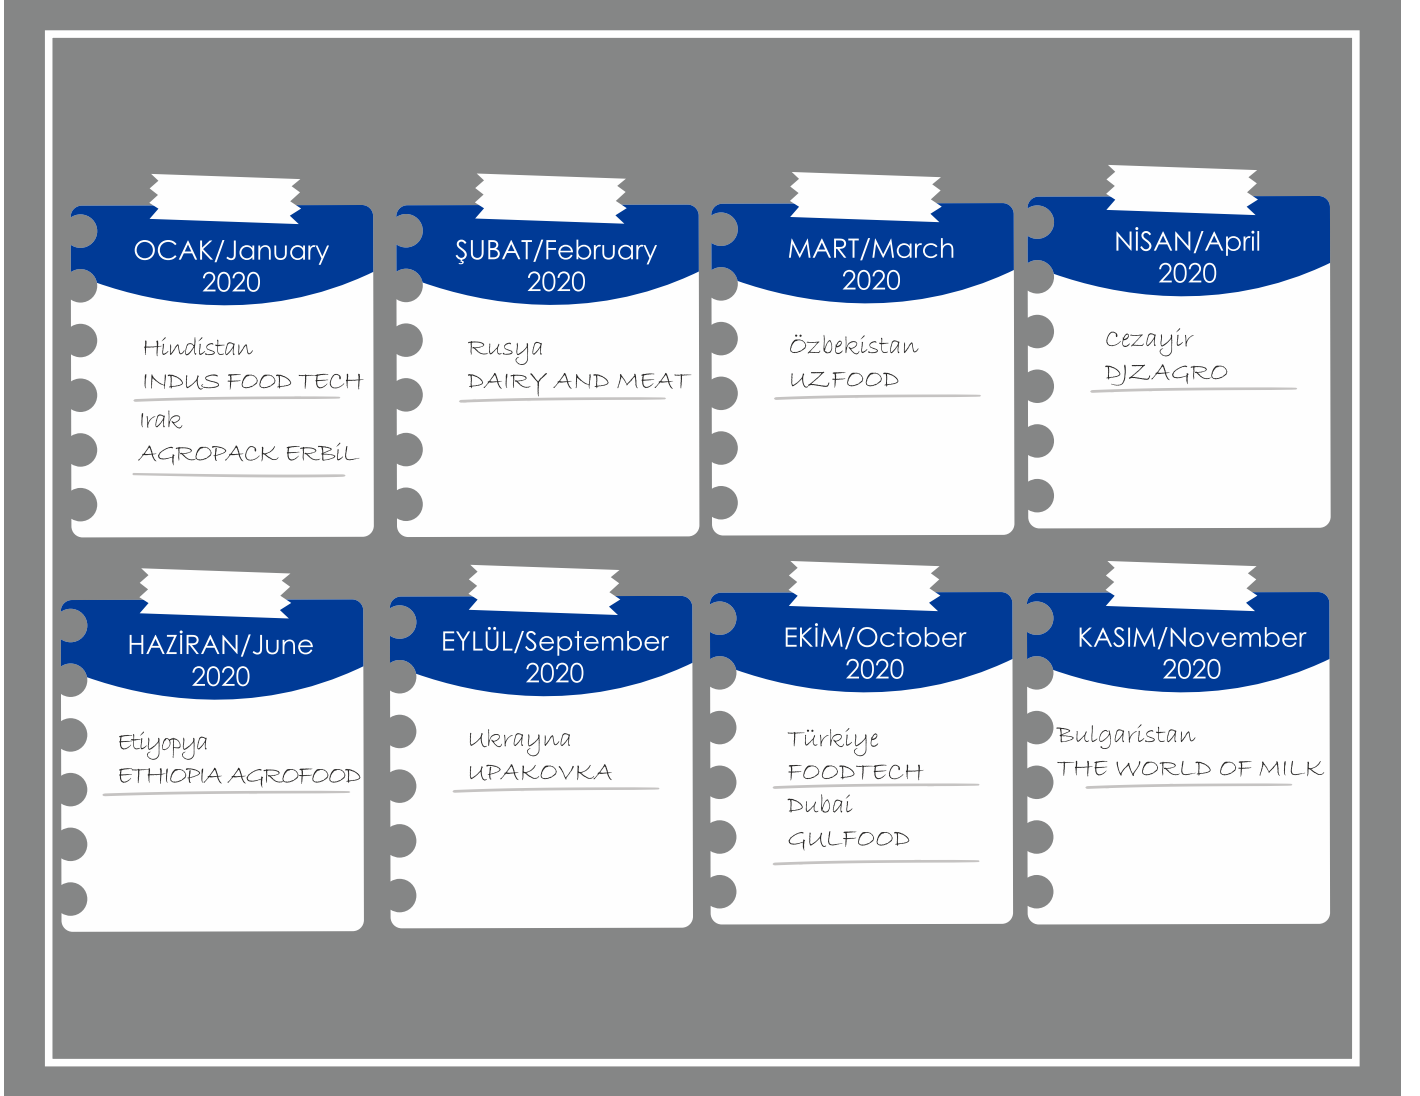 OCAK/January
2020
Hindistan
INDUS FOOD TECH
Irak
AGROPACK ERBİL
ŞUBAT/February
2020
Rusya
DAIRY AND MEAT
MART/March
2020
Özbekistan
UZFOOD
NİSAN/April
2020
Cezayir
DJZAGRO
HAZİRAN/June
2020
Etiyopya
ETHIOPIA AGROFOOD
EYLÜL/September
2020
Ukrayna
UPAKOVKA
EKİM/October
2020
Türkiye
FOODTECH
Dubai
GULFOOD
KASIM/November
2020
Bulgaristan
THE WORLD OF MILK